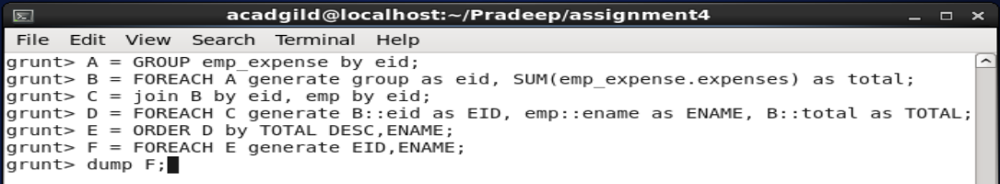 acadgild@localhost:~/Pradeep/assignment4
File Edit View Search Terminal Help
grunt> A = GROUP emp_expense by eid;
grunt> B = FOREACH A generate group as eid, SUM(emp_expense.expenses) as total;
grunt> C = join B by eid, emp by eid;
grunt> D = FOREACH C generate B::eid as EID, emp::ename as ENAME, B::total as TOTAL;
grunt> E = ORDER D by TOTAL DESC,ENAME;
grunt> F = FOREACH E generate EID,ENAME;
grunt> dump F;